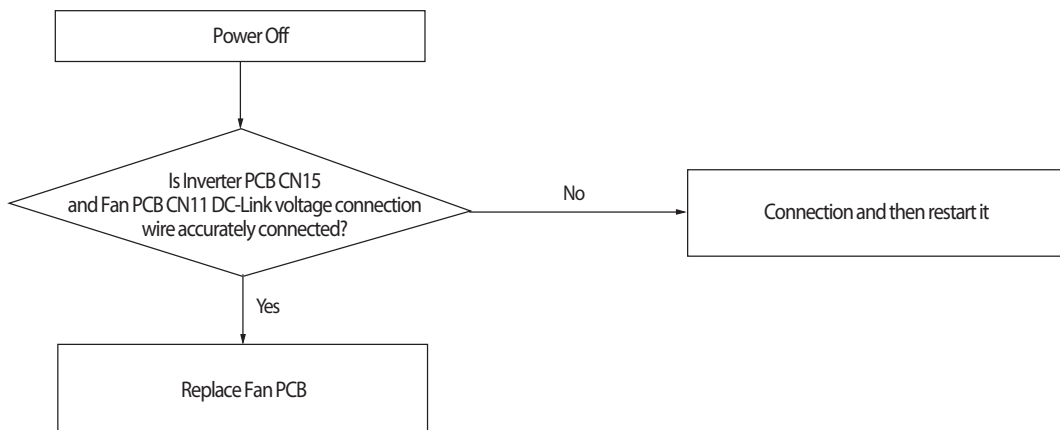 Power Off
Is Inverter PCB CN15
and Fan PCB CN11 DC-Link voltage connection
wire accurately connected?
No
Connection and then restart it
Yes
Replace Fan PCB